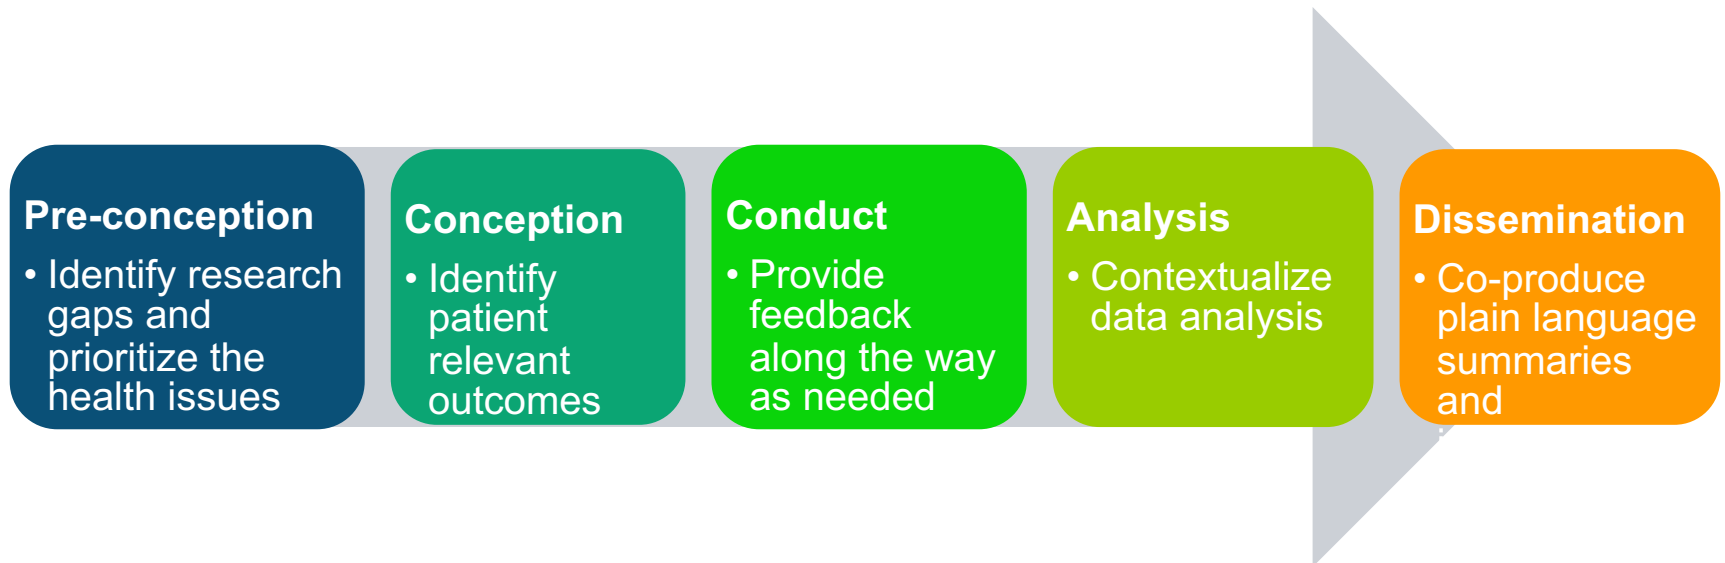 Pre-conception
• Identify research
gaps and
prioritize the
health issues
Conception
• Identify
patient
relevant
outcomes
Conduct
• Provide
feedback
along the way
as needed
Analysis
• Contextualize
data analysis
Dissemination
• Co-produce
plain language
summaries
and